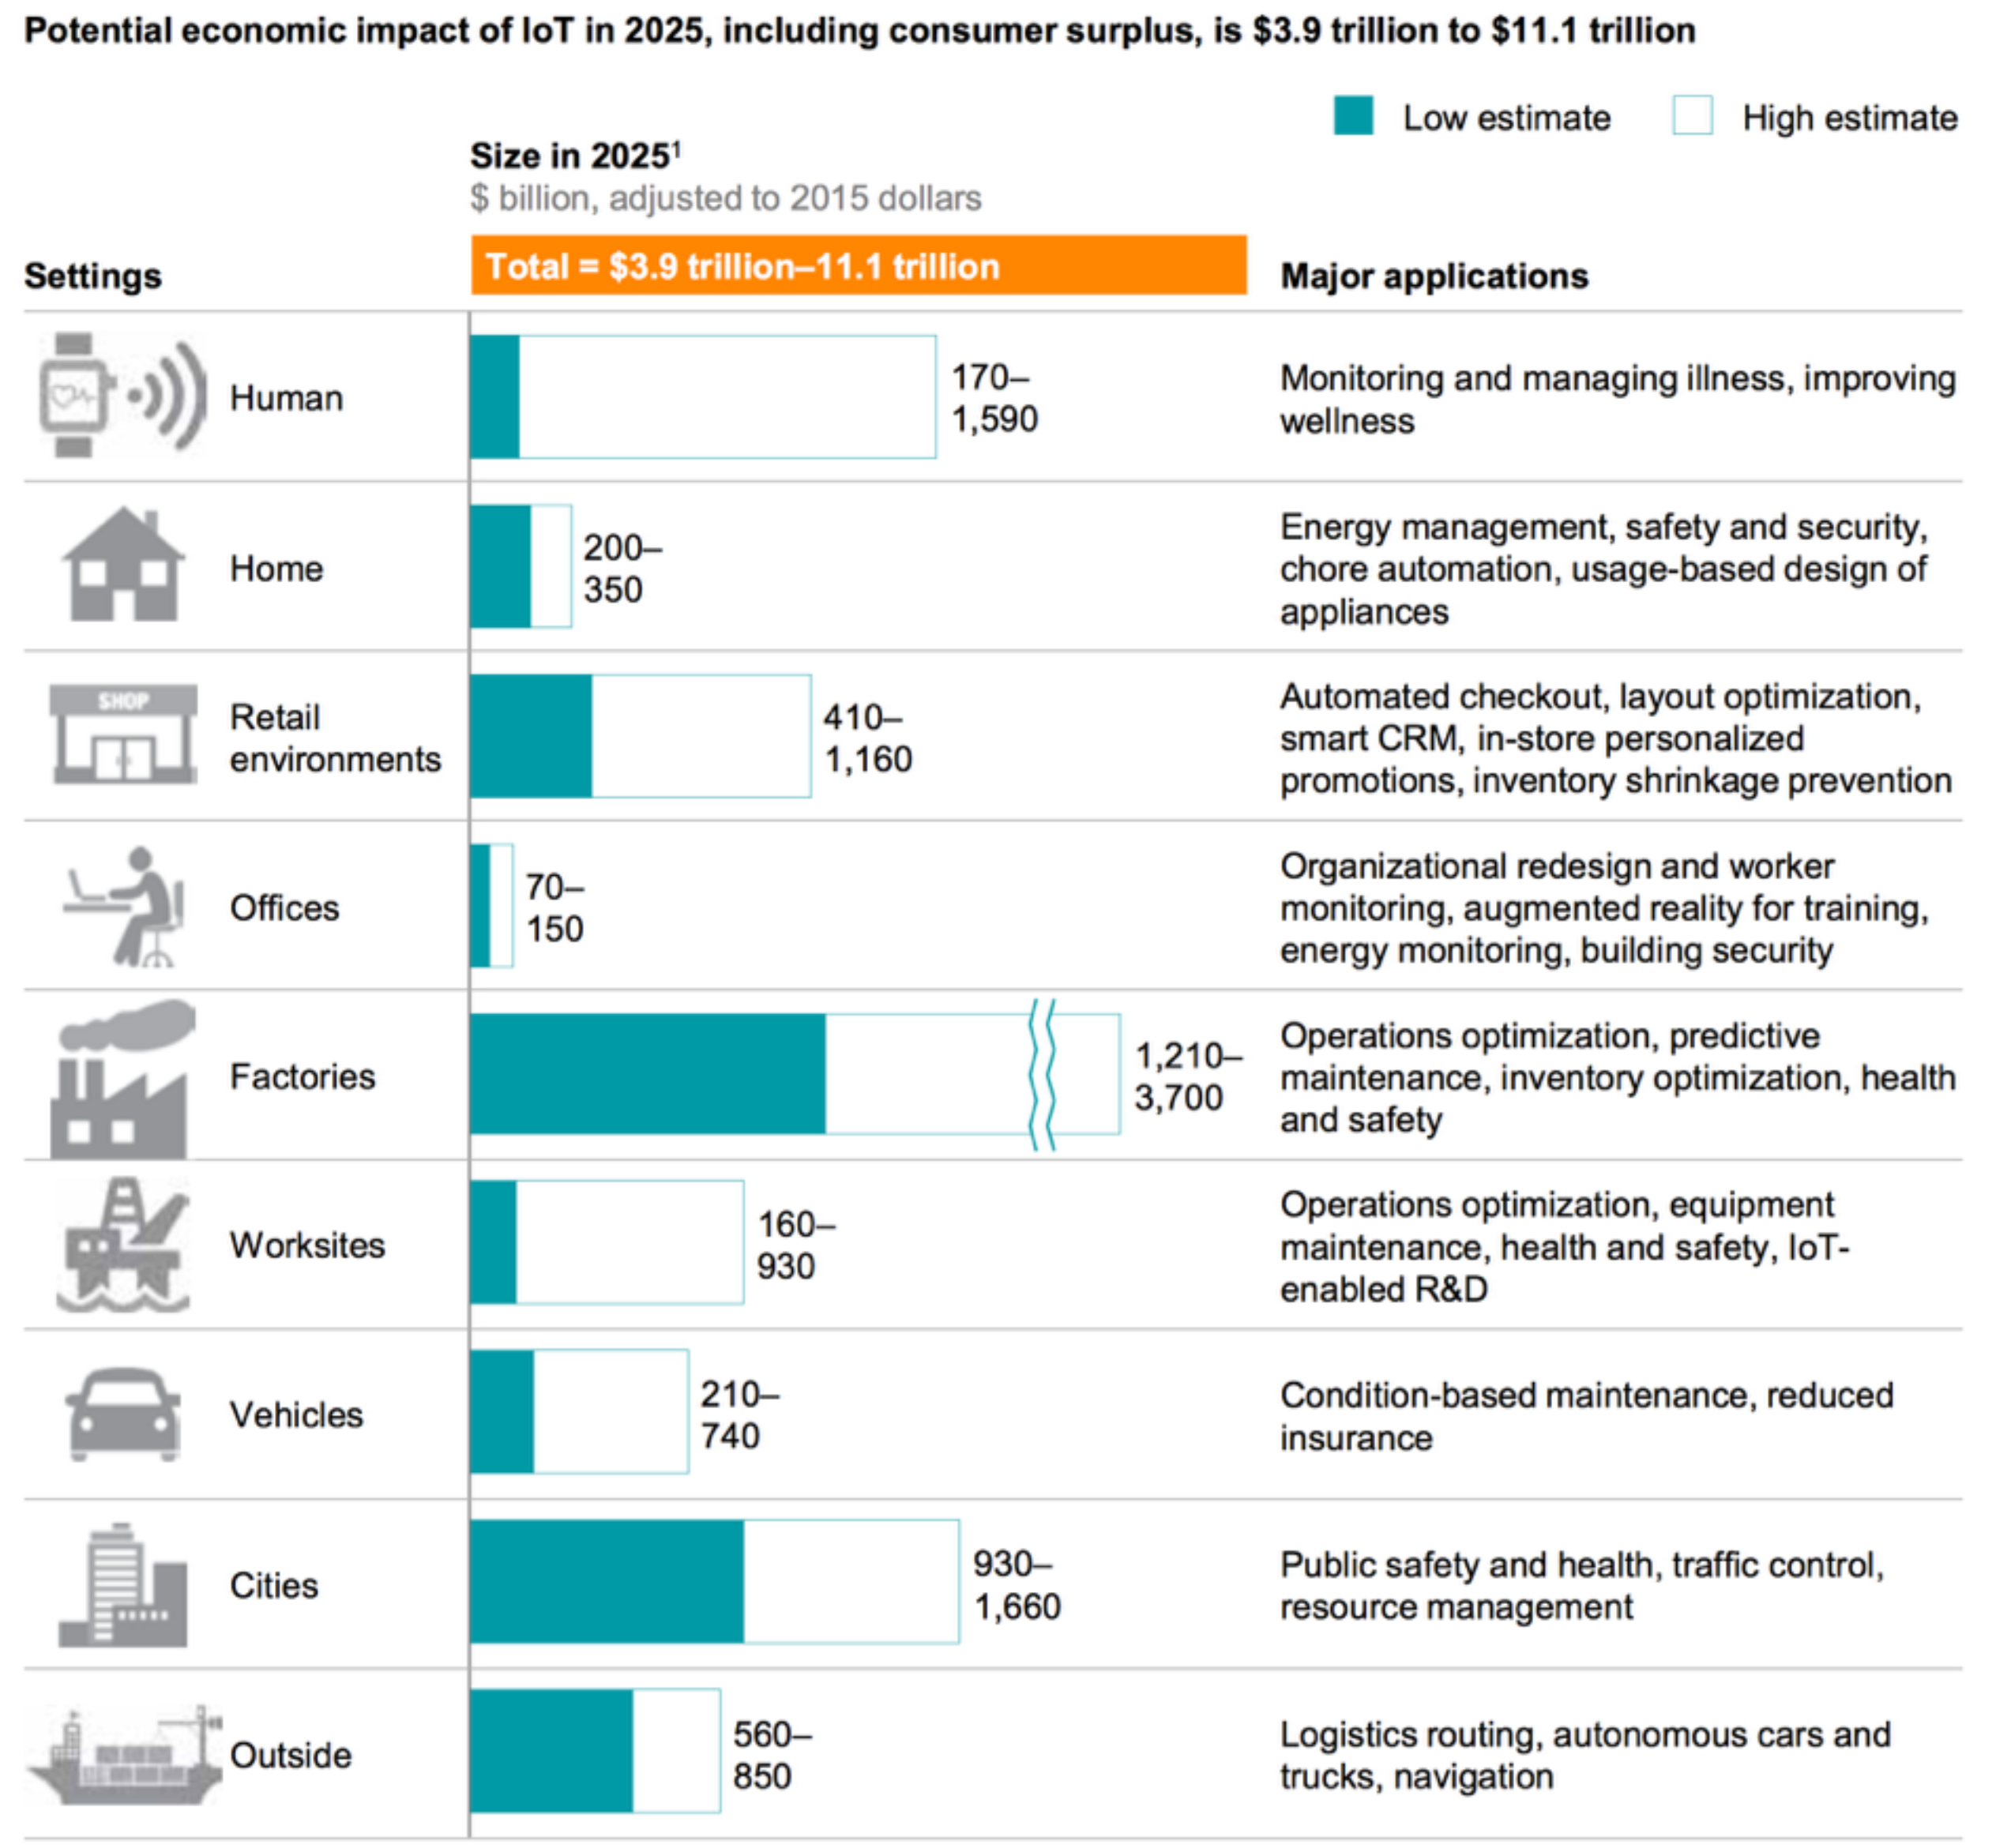 Potential economic impact of IoT in 2025, including consumer surplus, is $3.9 trillion to $11.1 trillion
Low estimate
High estimate
Size in 2025¹
$ billion, adjusted to 2015 dollars
Settings
Total = $3.9 trillion–11.1 trillion
Major applications
Human
170–
1,590
Monitoring and managing illness, improving
wellness
Home
200–
350
Energy management, safety and security,
chore automation, usage-based design of
appliances
SHOP
Retail
environments
410–
1,160
Automated checkout, layout optimization,
smart CRM, in-store personalized
promotions, inventory shrinkage prevention
Offices
70–
150
Organizational redesign and worker
monitoring, augmented reality for training,
energy monitoring, building security
Factories
1,210–
3,700
Operations optimization, predictive
maintenance, inventory optimization, health
and safety
Worksites
160–
930
Operations optimization, equipment
maintenance, health and safety, IoT-
enabled R&D
Vehicles
210–
740
Condition-based maintenance, reduced
insurance
Cities
930–
1,660
Public safety and health, traffic control,
resource management
Outside
560–
850
Logistics routing, autonomous cars and
trucks, navigation